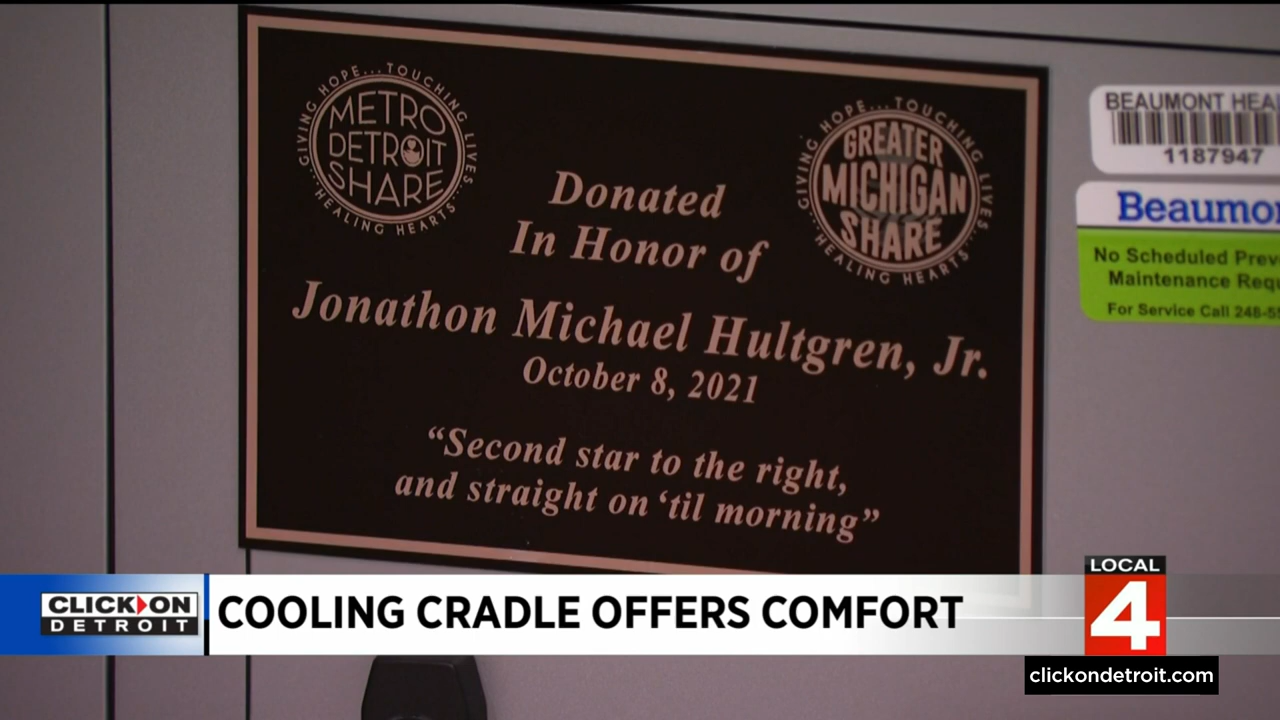 GIVING HOPE...TOUCHING LIVES...HEALING HEARTS...
METRO
DETROIT
SHARE
GIVING HOPE...TOUCHING LIVES...HEALING HEARTS...
GREATER
MICHIGAN
SHARE
Donated
In Honor of
Jonathon Michael Hultgren, Jr.
October 8, 2021
“Second star to the right,
and straight on ‘til morning”
BEAUMONT HEA
1187947
Beaumo
No Scheduled Prev
Maintenance Requ
For Service Call 248-5
CLICK ON
DETROIT
COOLING CRADLE OFFERS COMFORT
LOCAL
4
clickondetroit.com